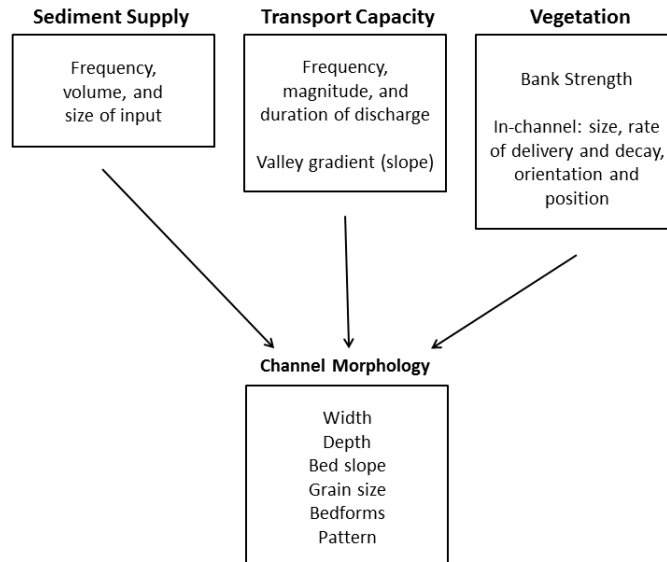 Sediment Supply
Frequency,
volume, and
size of input
Transport Capacity
Frequency,
magnitude, and
duration of discharge
Valley gradient (slope)
Vegetation
Bank Strength
In-channel: size, rate
of delivery and decay,
orientation and
position
Channel Morphology
Width
Depth
Bed slope
Grain size
Bedforms
Pattern